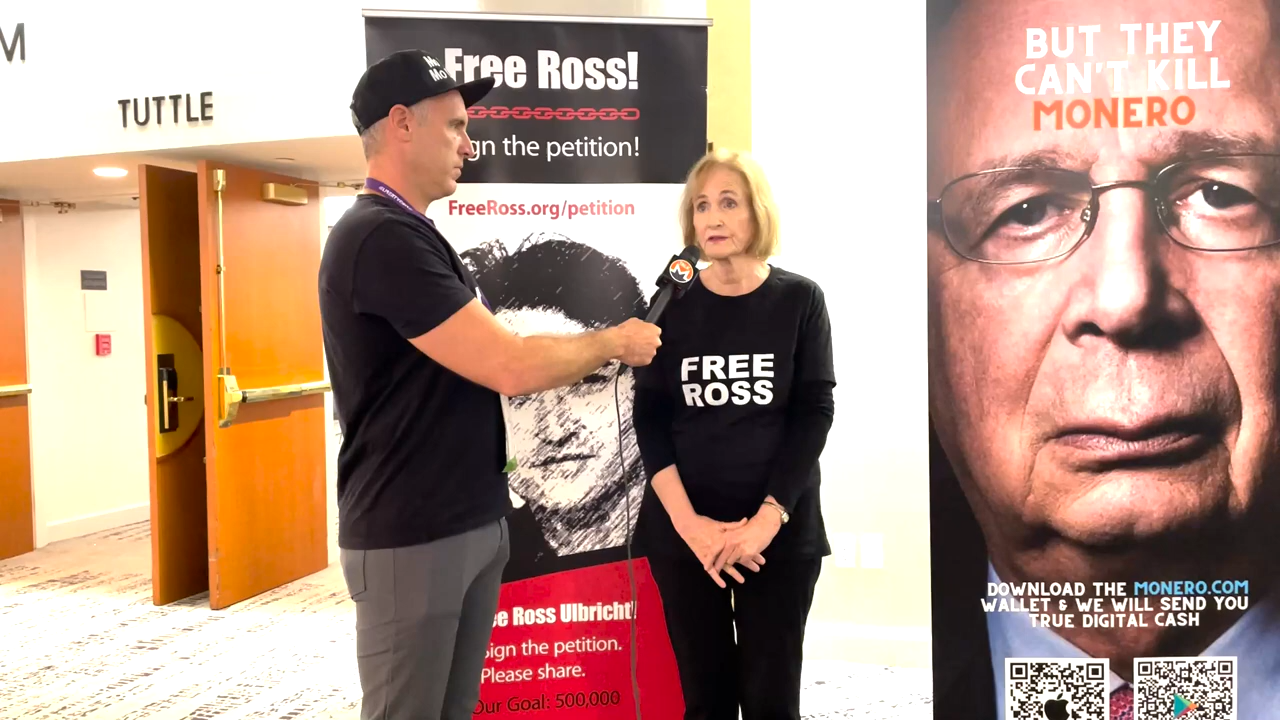 M
TUTTLE
Free Ross!
ign the petition!
FreeRoss.org/petition
FREE
ROSS
ee Ross Ulbricht!
Sign the petition.
Please share.
Our Goal: 500,000
BUT THEY
CAN'T KILL
MONERO
DOWNLOAD THE MONERO.COM
WALLET & WE WILL SEND YOU
TRUE DIGITAL CASH